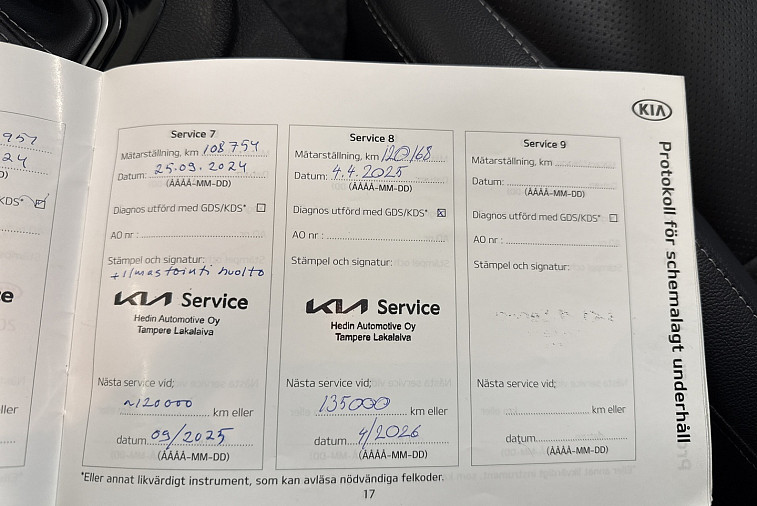 KIA
Protokoll för schemalagt underhåll
951
24
KDS*
Service 7
Mätarställning, km 108 754
Datum: 25.09.2024
(ÅÅÅÅ-MM-DD)
Diagnos utförd med GDS/KDS*
AO nr :
Stämpel och signatur:
+ilmastointi huolto
KIA Service
Hedin Automotive Oy
Tampere Lakalaiva
Nästa service vid;
~120000 km eller
datum 09/2025
(ÅÅÅÅ-MM-DD)
Service 8
Mätarställning, km 120168
Datum: 4.4.2025
(ÅÅÅÅ-MM-DD)
Diagnos utförd med GDS/KDS*
AO nr :
Stämpel och signatur:
KIA Service
Hedin Automotive Oy
Tampere Lakalaiva
Nästa service vid;
135000 km eller
datum 4/2026
(ÅÅÅÅ-MM-DD)
Service 9
Mätarställning, km
Datum:
(ÅÅÅÅ-MM-DD)
Diagnos utförd med GDS/KDS*
AO nr :
Stämpel och signatur:
Nästa service vid;
km eller
datum
(ÅÅÅÅ-MM-DD)
*Eller annat likvärdigt instrument, som kan avläsa nödvändiga felkoder.
17